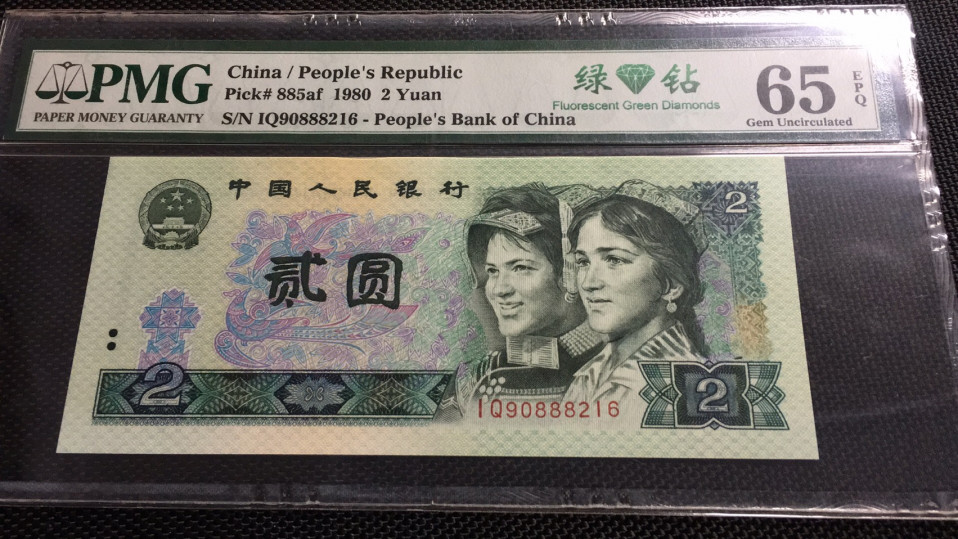 PMG
PAPER MONEY GUARANTY
China / People's Republic
Pick# 885af 1980 2 Yuan
S/N IQ90888216 - People's Bank of China
绿 钻
Fluorescent Green Diamonds
65
EPQ
Gem Uncirculated
中国人民银行
2
贰圆
2
IQ90888216
2